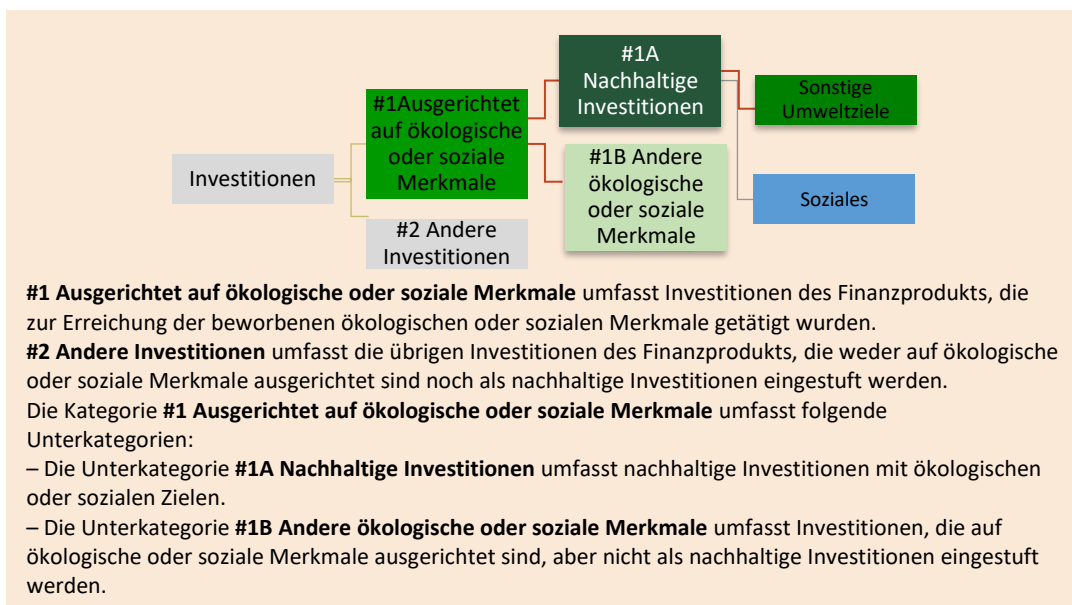 #1A
Nachhaltige
Investitionen
Sonstige
Umweltziele
#1Ausgerichtet
auf ökologische
oder soziale
Merkmale
Investitionen
#1B Andere
ökologische
oder soziale
Merkmale
Soziales
#2 Andere
Investitionen
#1 Ausgerichtet auf ökologische oder soziale Merkmale umfasst Investitionen des Finanzprodukts, die
zur Erreichung der beworbenen ökologischen oder sozialen Merkmale getätigt wurden.
#2 Andere Investitionen umfasst die übrigen Investitionen des Finanzprodukts, die weder auf ökologische
oder soziale Merkmale ausgerichtet sind noch als nachhaltige Investitionen eingestuft werden.
Die Kategorie #1 Ausgerichtet auf ökologische oder soziale Merkmale umfasst folgende
Unterkategorien:
– Die Unterkategorie #1A Nachhaltige Investitionen umfasst nachhaltige Investitionen mit ökologischen
oder sozialen Zielen.
– Die Unterkategorie #1B Andere ökologische oder soziale Merkmale umfasst Investitionen, die auf
ökologische oder soziale Merkmale ausgerichtet sind, aber nicht als nachhaltige Investitionen eingestuft
werden.